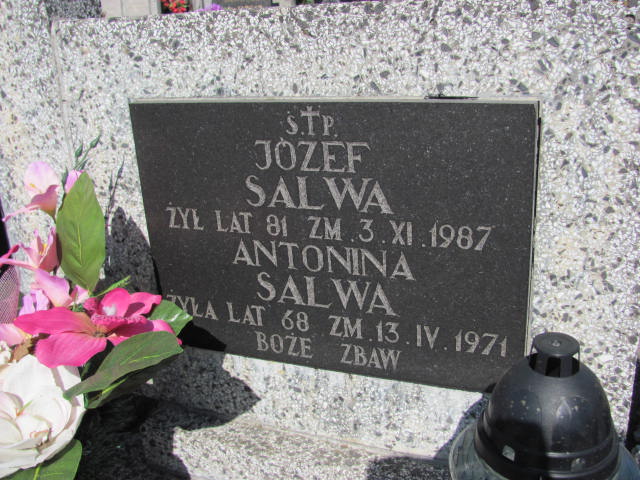 Ś.†P.
JÓZEF
SALWA
ŻYŁ LAT 81 ZM. 3. XI. 1987
ANTONINA
SALWA
ŻYŁA LAT 68 ZM. 13. IV. 1971
BOŻE ZBAW